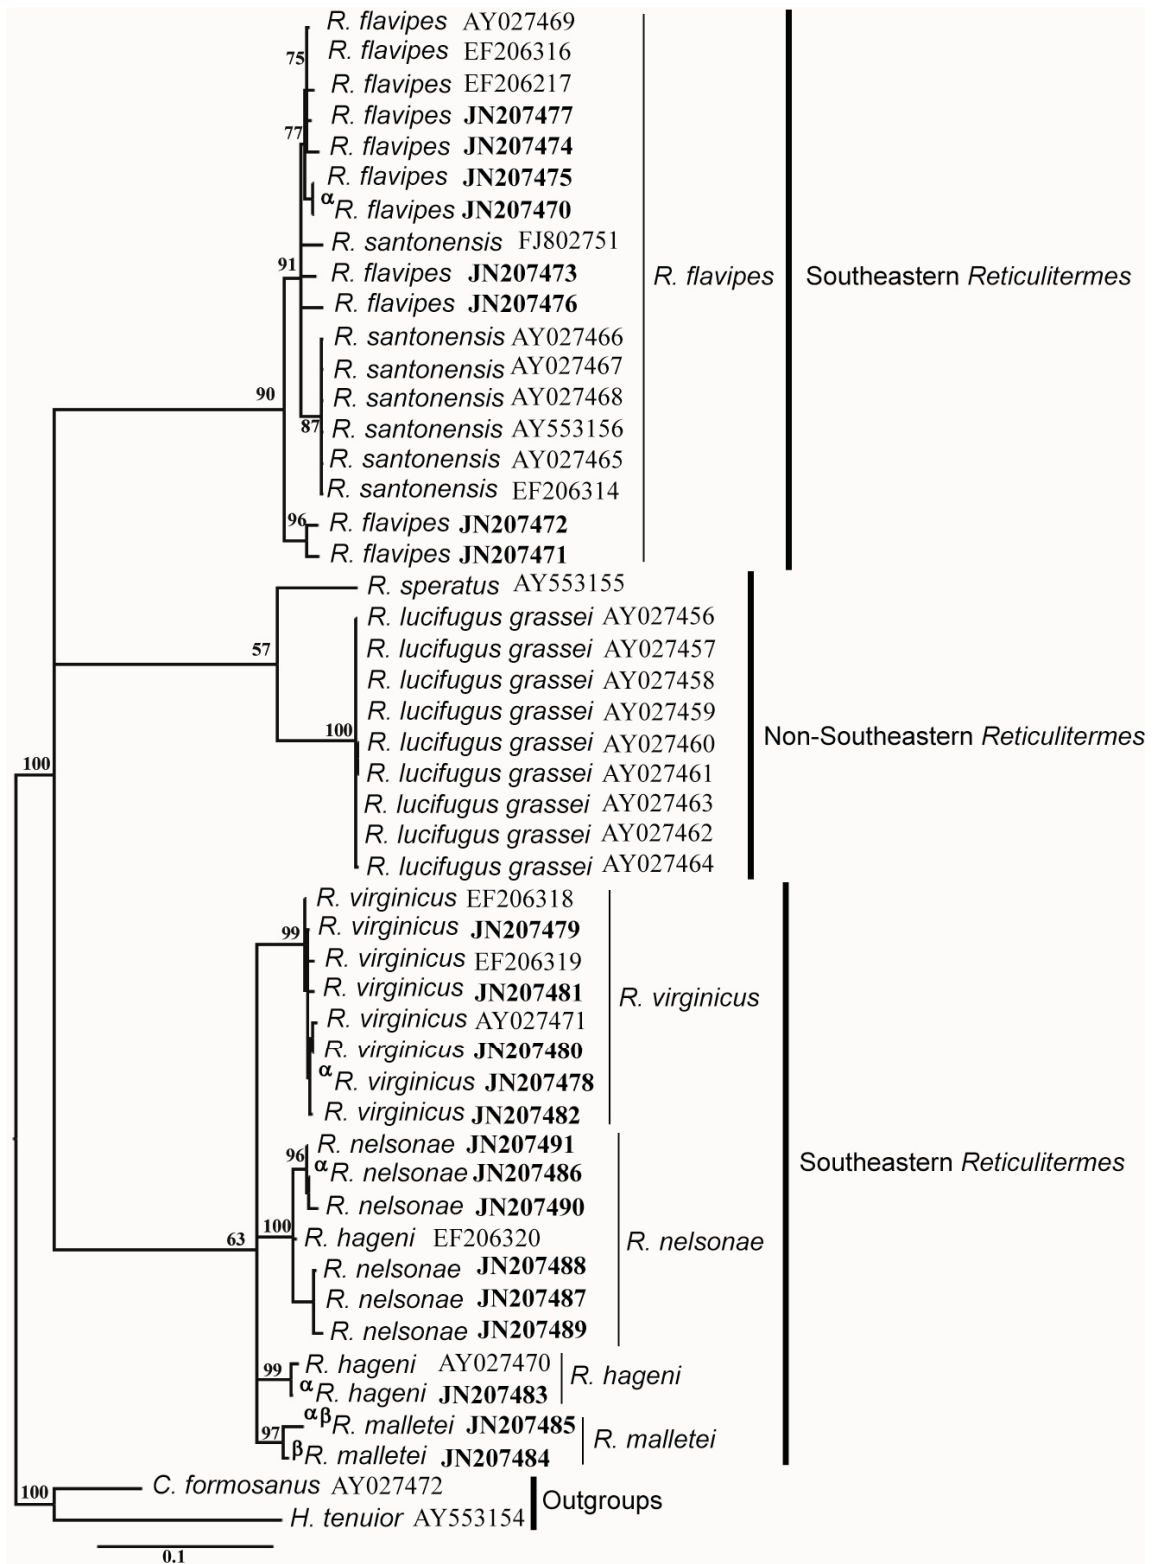 R. flavipes AY027469
75
R. flavipes EF206316
R. flavipes EF206217
R. flavipes JN207477
77
R. flavipes JN207474
R. flavipes JN207475
α R. flavipes JN207470
R. santonensis FJ802751
91
R. flavipes JN207473
R. flavipes
Southeastern Reticulitermes
R. flavipes JN207476
R. santonensis AY027466
R. santonensis AY027467
90
R. santonensis AY027468
87
R. santonensis AY553156
R. santonensis AY027465
R. santonensis EF206314
96
R. flavipes JN207472
R. flavipes JN207471
R. speratus AY553155
R. lucifugus grassei AY027456
57
R. lucifugus grassei AY027457
R. lucifugus grassei AY027458
R. lucifugus grassei AY027459
100
R. lucifugus grassei AY027460
Non-Southeastern Reticulitermes
100
R. lucifugus grassei AY027461
R. lucifugus grassei AY027463
R. lucifugus grassei AY027462
R. lucifugus grassei AY027464
R. virginicus EF206318
99
R. virginicus JN207479
R. virginicus EF206319
R. virginicus JN207481
R. virginicus
R. virginicus AY027471
R. virginicus JN207480
α R. virginicus JN207478
R. virginicus JN207482
R. nelsonae JN207491
96
α R. nelsonae JN207486
Southeastern Reticulitermes
R. nelsonae JN207490
100
63
R. hageni EF206320
R. nelsonae
R. nelsonae JN207488
R. nelsonae JN207487
R. nelsonae JN207489
99
R. hageni AY027470
R. hageni
α R. hageni JN207483
αβ R. malletei JN207485
97
R. malletei
β R. malletei JN207484
100
C. formosanus AY027472
Outgroups
H. tenuior AY553154
0.1